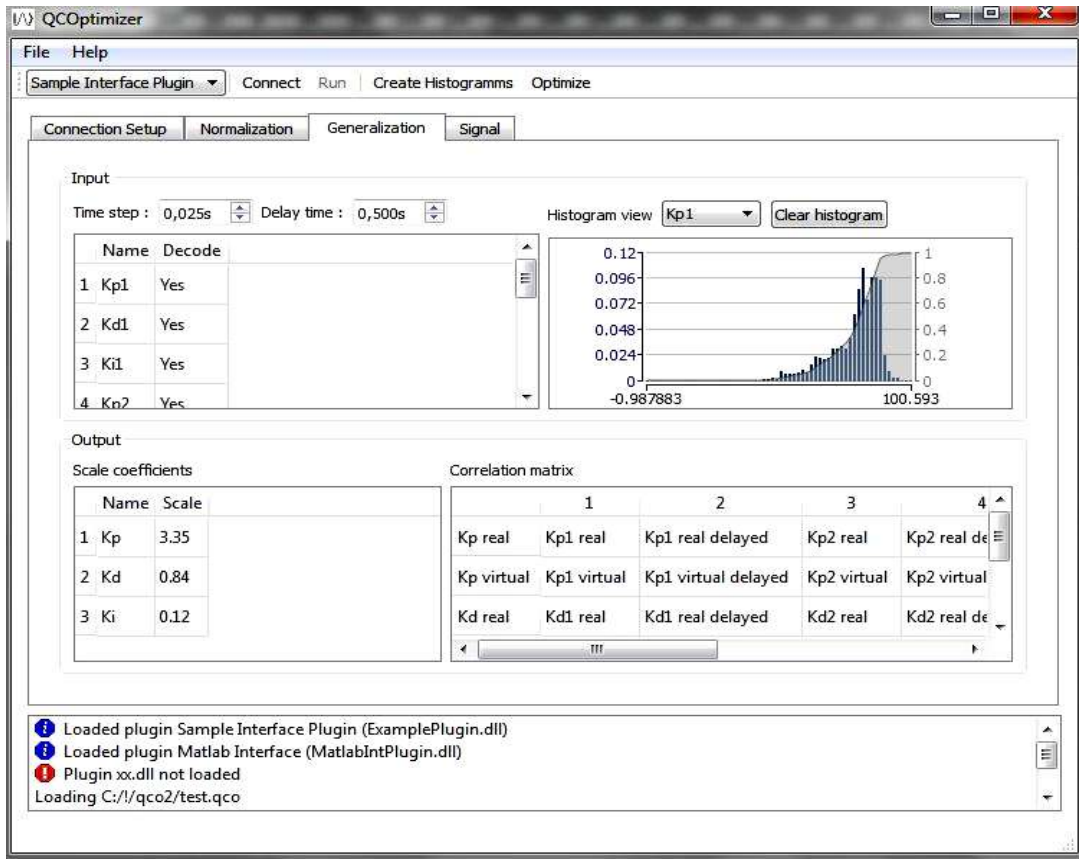 QCOptimizer
File Help
Sample Interface Plugin Connect Run Create Histogramms Optimize
Connection Setup Normalization Generalization Signal
Input
Time step : 0,025s Delay time : 0,500s Histogram view Kp1 Clear histogram
Name Decode
1 Kp1 Yes
2 Kd1 Yes
3 Ki1 Yes
4 Kp2 Yes
0.12 1
0.096 0.8
0.072 0.6
0.048 0.4
0.024 0.2
0 0
-0.987883 100.593
Output
Scale coefficients Correlation matrix
Name Scale
1 Kp 3.35
2 Kd 0.84
3 Ki 0.12
1 2 3 4
Kp real Kp1 real Kp1 real delayed Kp2 real Kp2 real de
Kp virtual Kp1 virtual Kp1 virtual delayed Kp2 virtual Kp2 virtual
Kd real Kd1 real Kd1 real delayed Kd2 real Kd2 real de
Loaded plugin Sample Interface Plugin (ExamplePlugin.dll)
Loaded plugin Matlab Interface (MatlabIntPlugin.dll)
Plugin xx.dll not loaded
Loading C:/!/qco2/test.qco